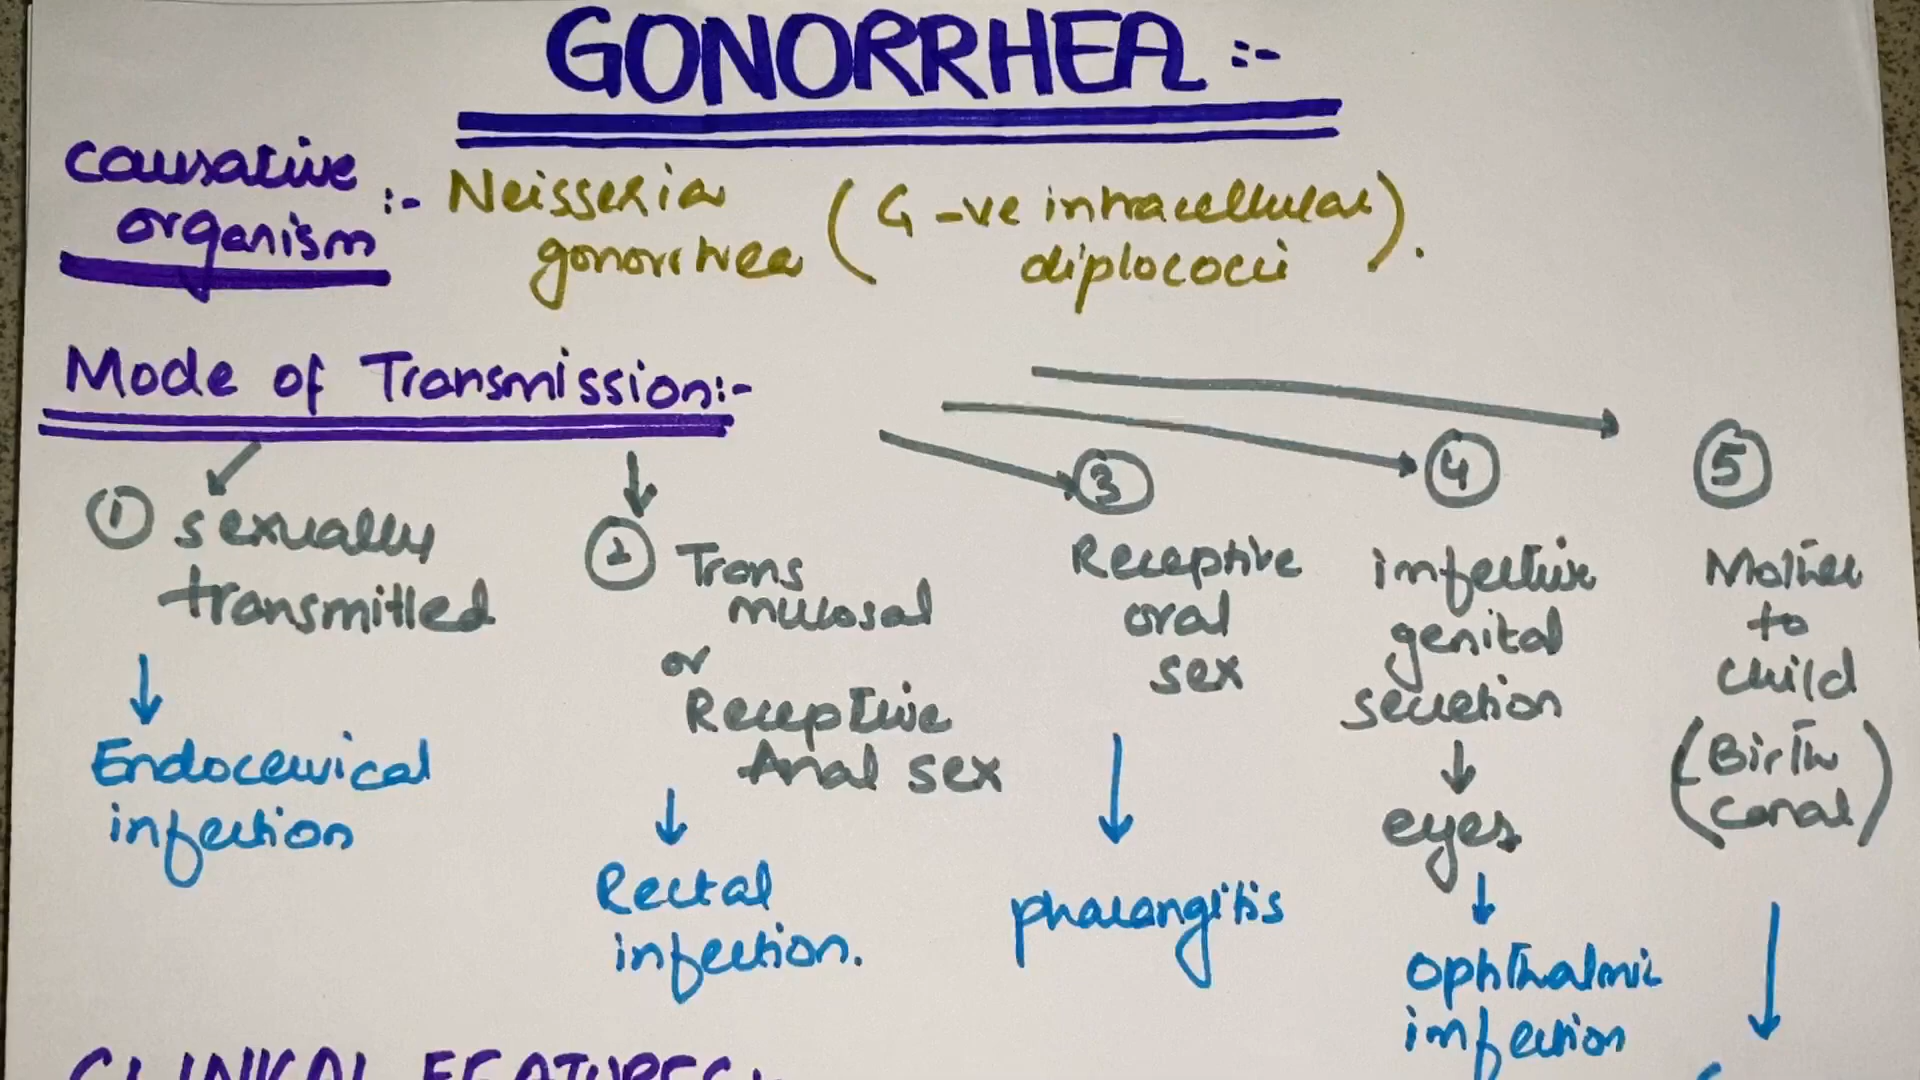 GONORRHEA :-
Causative
organism :-
Neisseria
gonorrhea
(G -ve intracellular
diplococci).
Mode of Transmission:-
① sexually
transmitted
↓
Endocervical
infection
② Trans
mucosal
or
Receptive
Anal sex
↓
Rectal
infection.
③
Receptive
oral
sex
↓
pharangitis
④
infective
genital
secretion
↓
eyes
↓
Ophthalmic
infection
⑤
Mother
to
child
(Birth
canal)
↓
CLINICAL FEATURES:-